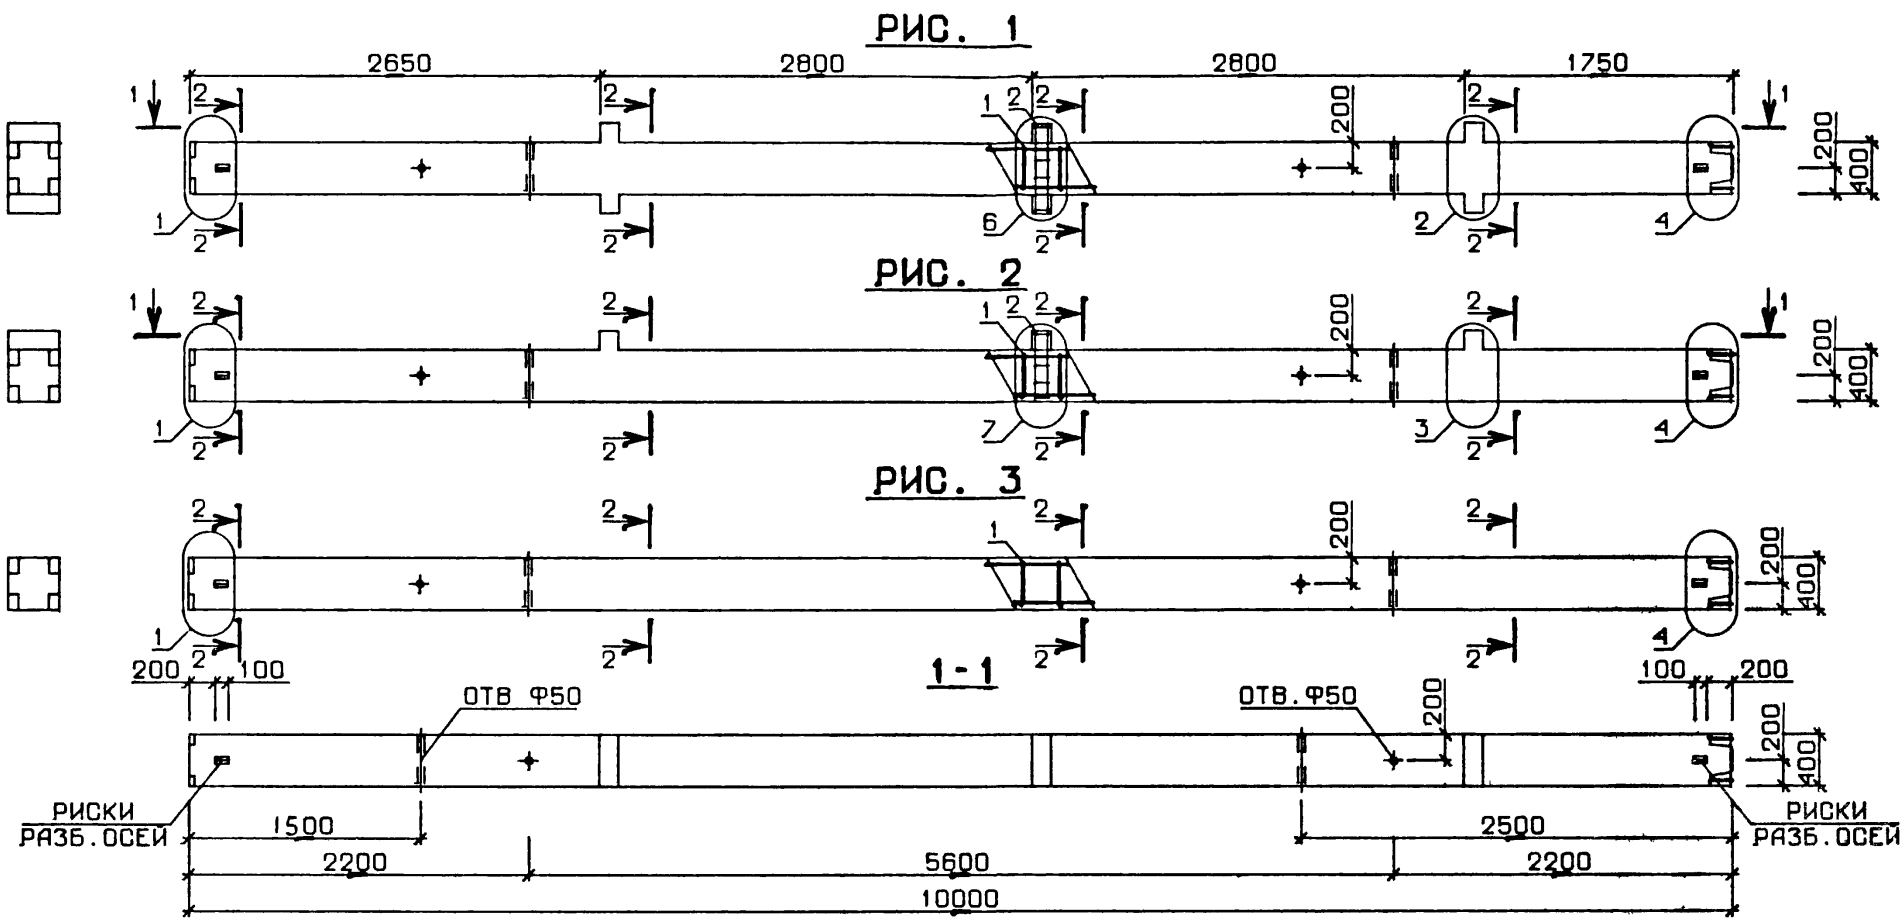 РИС. 1
2650 2800 2800 1750
1 2 2 1 2 2 2 1
200 200 400
1 2 2 6 2 2 2 4
РИС. 2
1 2 2 1 2 2 2 1
200 200 400
1 2 2 7 2 3 2 4
РИС. 3
2 2 1 2 2
200 200 400
1 2 2 2 2 4
1-1
200 100 100 200
ОТВ Ф50 ОТВ. Ф50
200 200 400
РИСКИ
РАЗБ. ОСЕЙ
РИСКИ
РАЗБ. ОСЕЙ
1500 2500
2200 5600 2200
10000